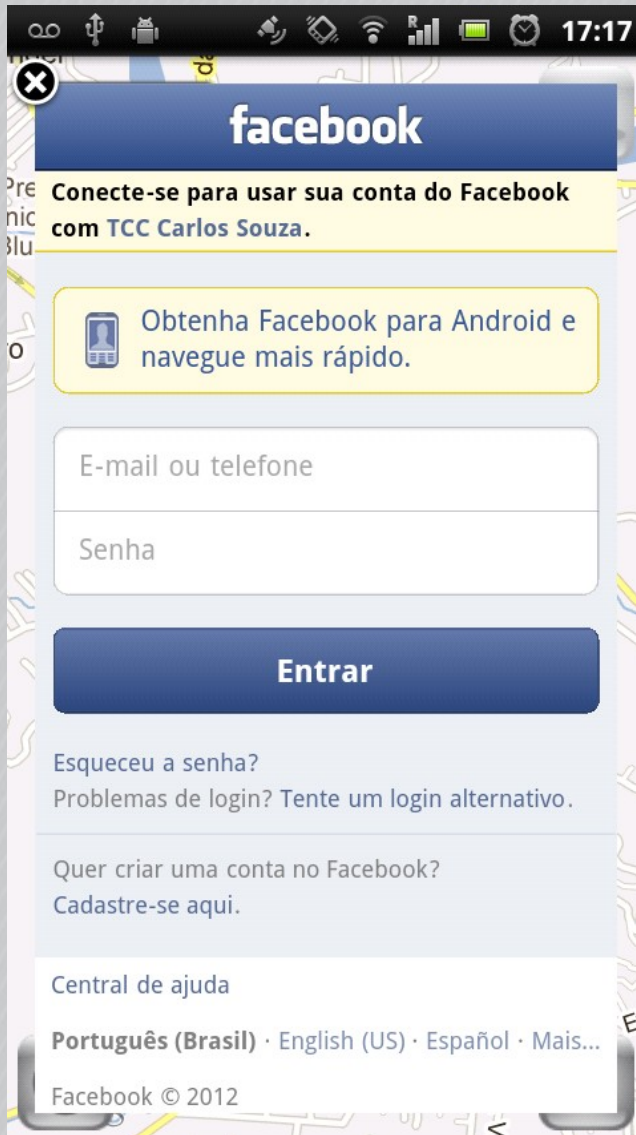 17:17
facebook
Conecte-se para usar sua conta do Facebook
com TCC Carlos Souza.
Obtenha Facebook para Android e
navegue mais rápido.
E-mail ou telefone
Senha
Entrar
Esqueceu a senha?
Problemas de login? Tente um login alternativo.
Quer criar uma conta no Facebook?
Cadastre-se aqui.
Central de ajuda
Português (Brasil) · English (US) · Español · Mais...
Facebook © 2012